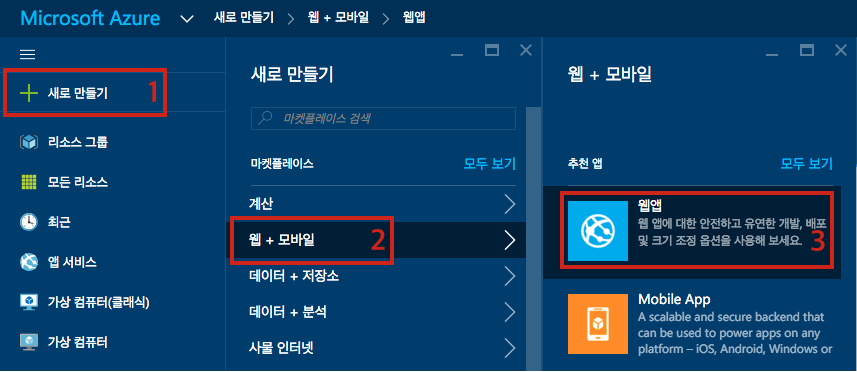 Microsoft Azure 새로 만들기 > 웹 + 모바일 > 웹앱
새로 만들기 1
리소스 그룹
모든 리소스
최근
앱 서비스
가상 컴퓨터(클래식)
가상 컴퓨터
새로 만들기
마켓플레이스 검색
마켓플레이스 모두 보기
계산
웹 + 모바일 2
데이터 + 저장소
데이터 + 분석
사물 인터넷
웹 + 모바일
추천 앱 모두 보기
웹앱
웹 앱에 대한 안전하고 유연한 개발, 배포
및 크기 조정 옵션을 사용해 보세요. 3
Mobile App
A scalable and secure backend that
can be used to power apps on any
platform – iOS, Android, Windows or